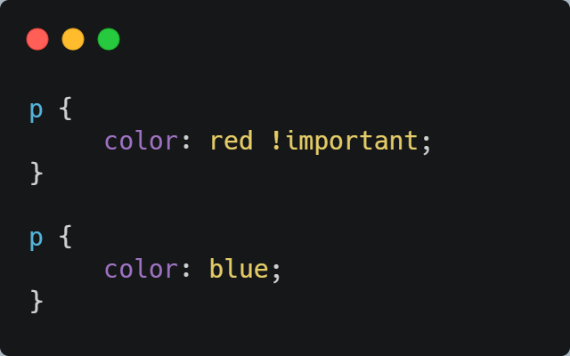 p {
    color: red !important;
}

p {
    color: blue;
}